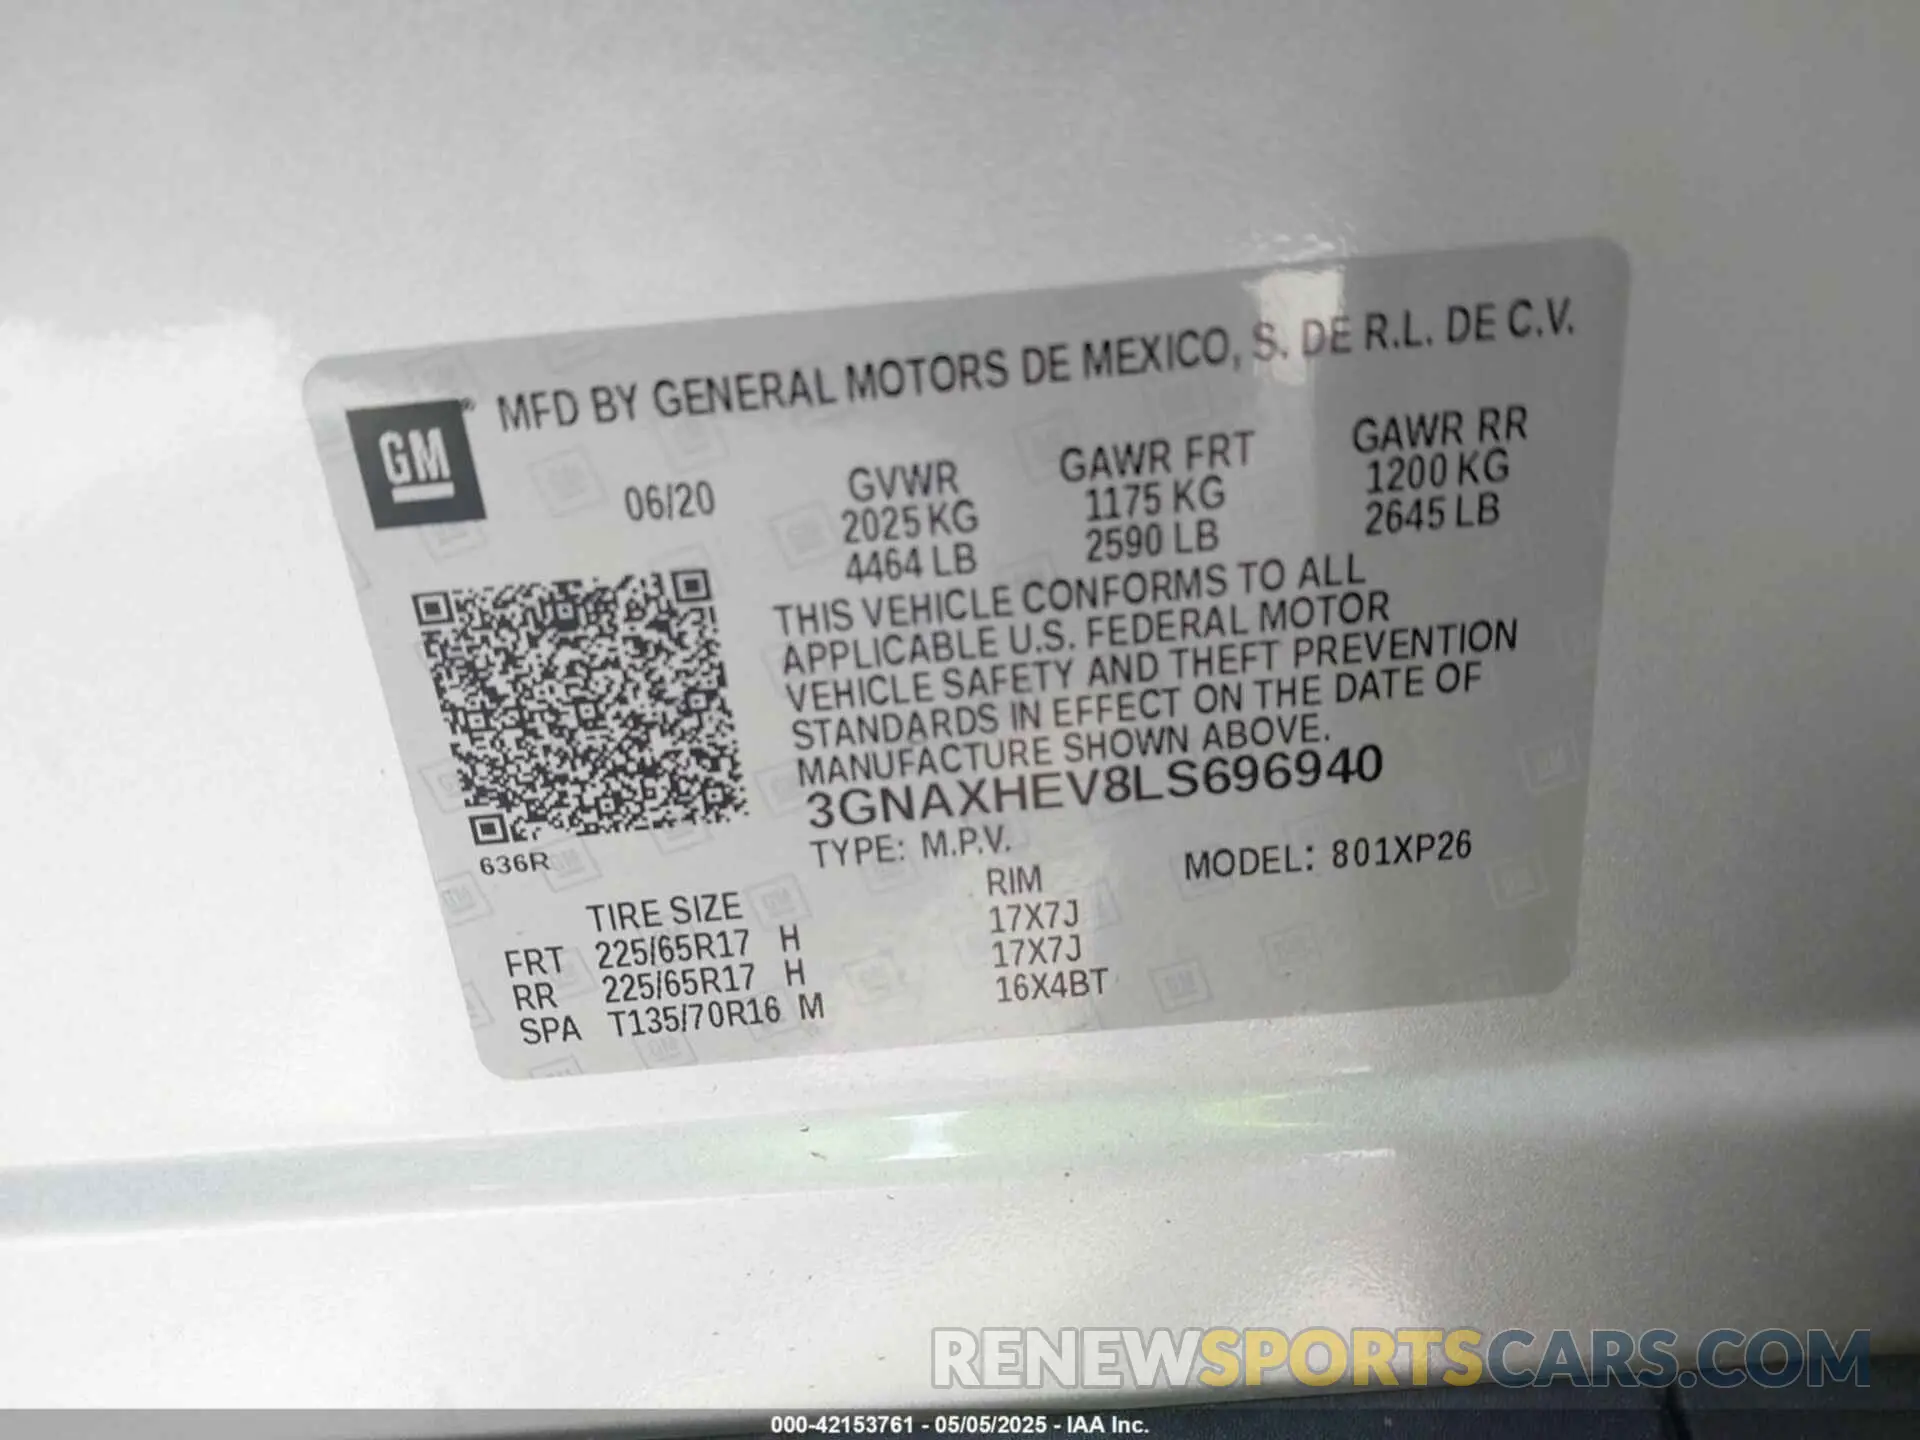 MFD BY GENERAL MOTORS DE MEXICO, S. DE R.L. DE C.V.
GM®
06/20
GVWR GAWR FRT GAWR RR
2025 KG 1175 KG 1200 KG
4464 LB 2590 LB 2645 LB
THIS VEHICLE CONFORMS TO ALL
APPLICABLE U.S. FEDERAL MOTOR
VEHICLE SAFETY AND THEFT PREVENTION
STANDARDS IN EFFECT ON THE DATE OF
MANUFACTURE SHOWN ABOVE.
3GNAXHEV8LS696940
636R
TYPE: M.P.V. MODEL: 801XP26
TIRE SIZE RIM
FRT 225/65R17 H 17X7J
RR 225/65R17 H 17X7J
SPA T135/70R16 M 16X4BT
RENEWSPORTSCARS.COM
000-42153761 - 05/05/2025 - IAA Inc.